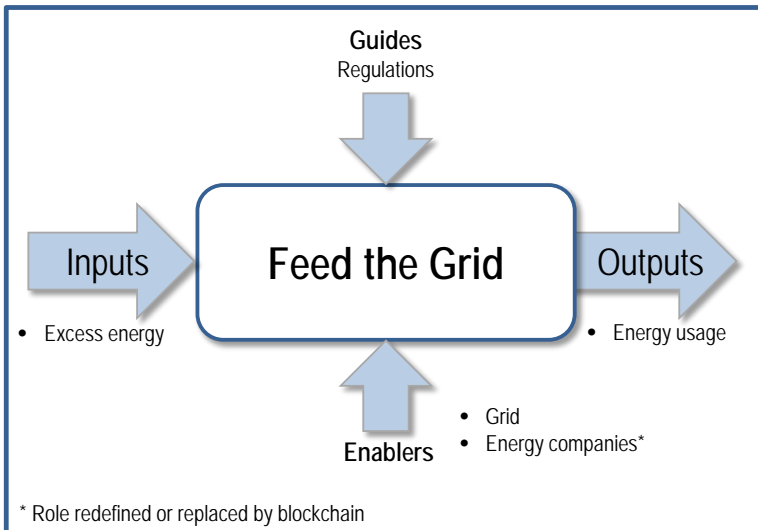 Guides
Regulations
Inputs
Feed the Grid
Outputs
• Excess energy
• Energy usage
Enablers
• Grid
• Energy companies*
* Role redefined or replaced by blockchain